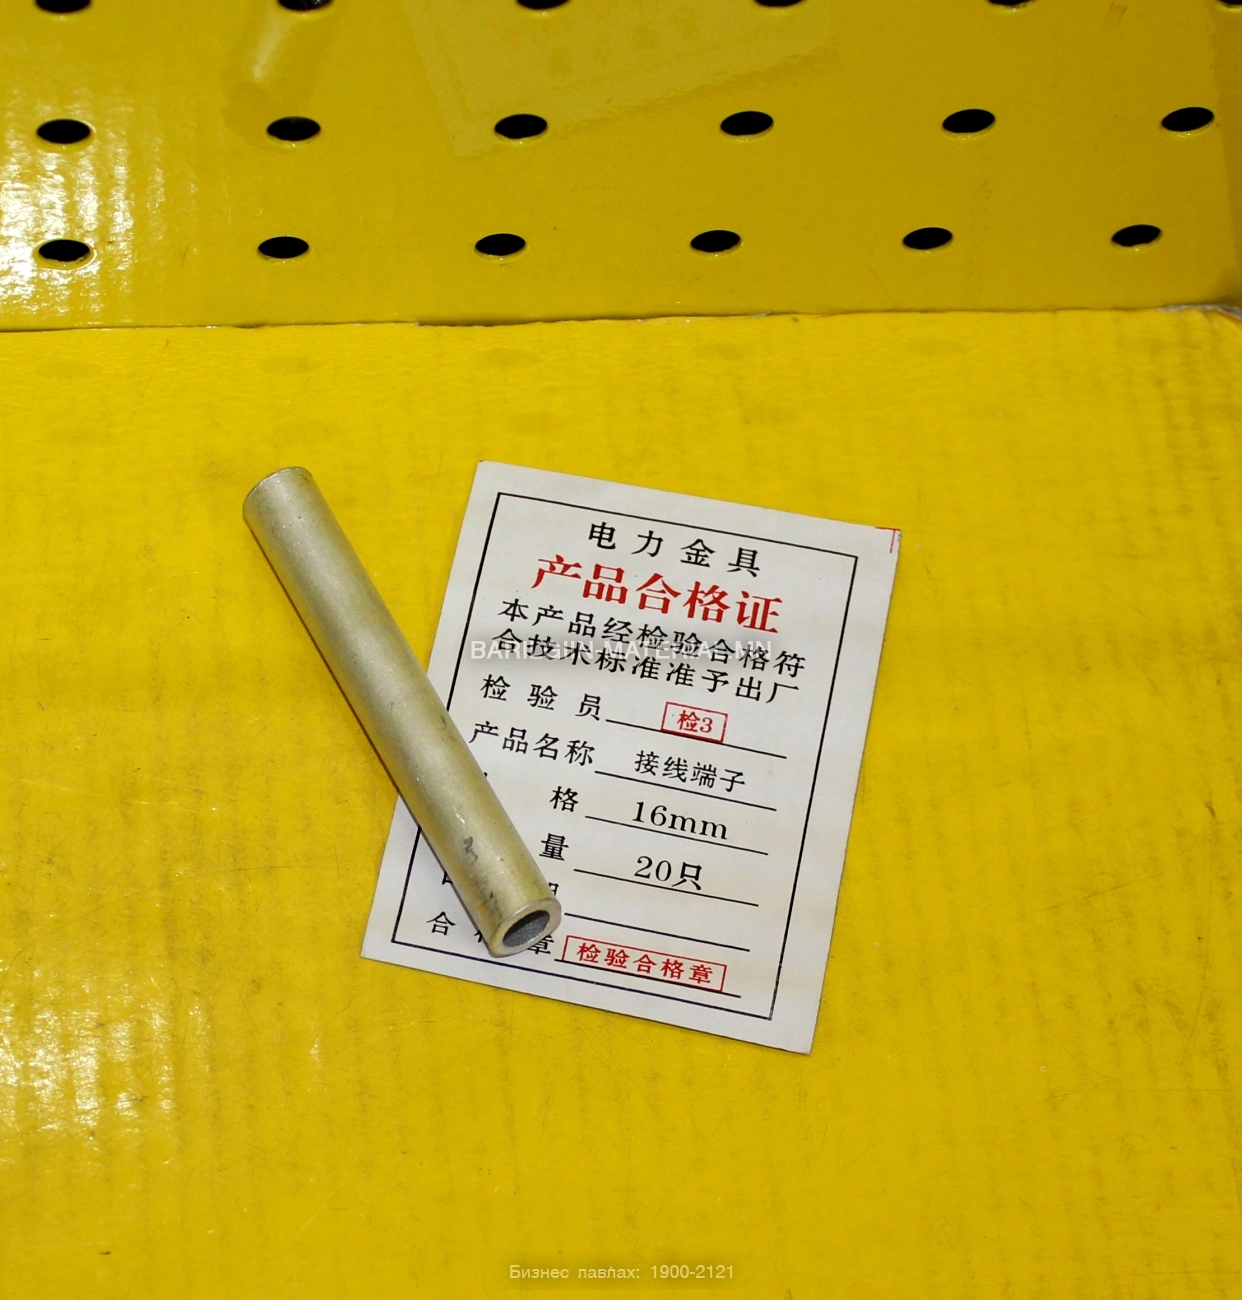 电力金具
产品合格证
本产品经检验合格符
合技术标准准予出厂
BARILGIIN-MATERIAL.MN
检验员 检3
产品名称 接线端子
格 16mm
量 20只
合 章 检验合格章
Бизнес лавлах: 1900-2121